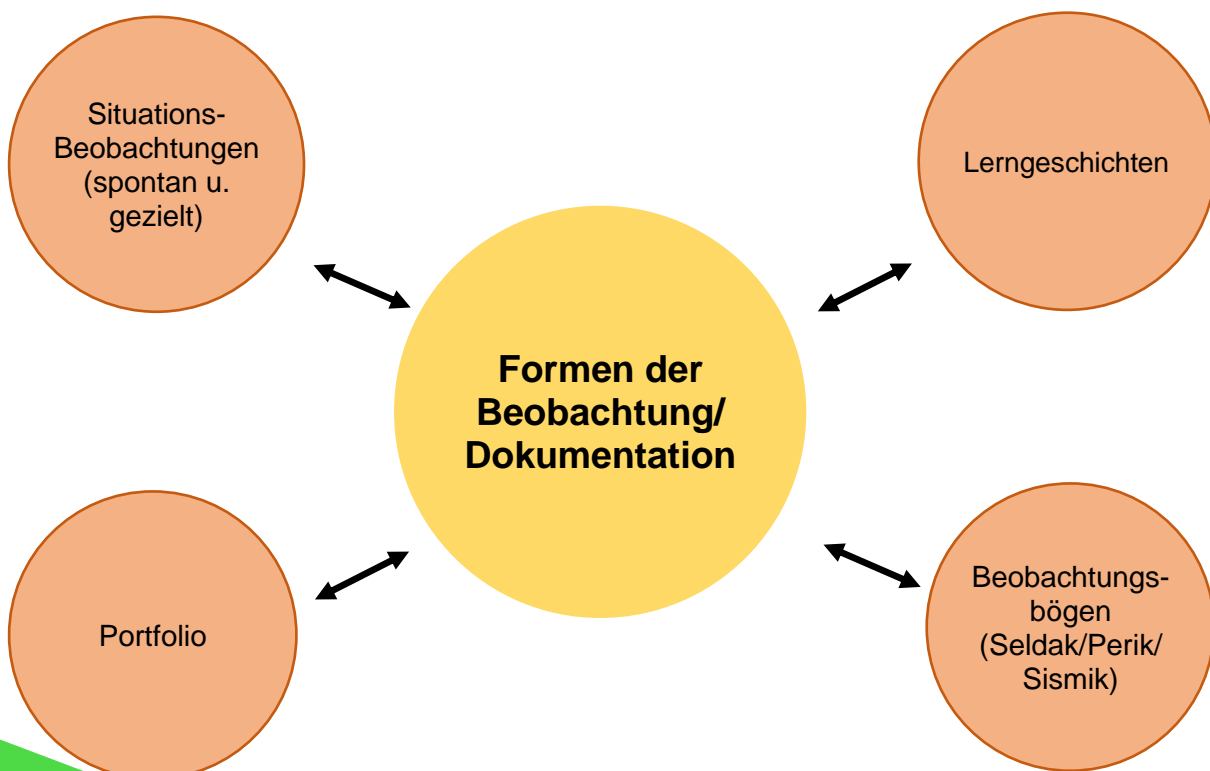 Situations-
Beobachtungen
(spontan u.
gezielt)
Lerngeschichten
Formen der
Beobachtung/
Dokumentation
Portfolio
Beobachtungs-
bögen
(Seldak/Perik/
Sismik)